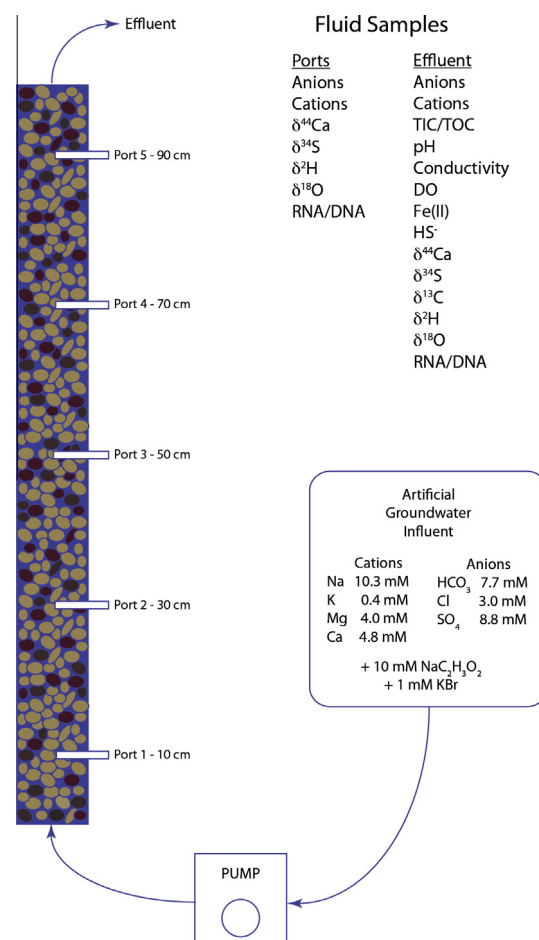 Effluent
Fluid Samples
Ports
Anions
Cations
δ⁴⁴Ca
δ³⁴S
δ²H
δ¹⁸O
RNA/DNA
Effluent
Anions
Cations
TIC/TOC
pH
Conductivity
DO
Fe(II)
HS⁻
δ⁴⁴Ca
δ³⁴S
δ¹³C
δ²H
δ¹⁸O
RNA/DNA
Port 5 - 90 cm
Port 4 - 70 cm
Port 3 - 50 cm
Port 2 - 30 cm
Port 1 - 10 cm
Artificial
Groundwater
Influent
Cations
Na 10.3 mM
K 0.4 mM
Mg 4.0 mM
Ca 4.8 mM
Anions
HCO₃ 7.7 mM
Cl 3.0 mM
SO₄ 8.8 mM
+ 10 mM NaC₂H₃O₂
+ 1 mM KBr
PUMP